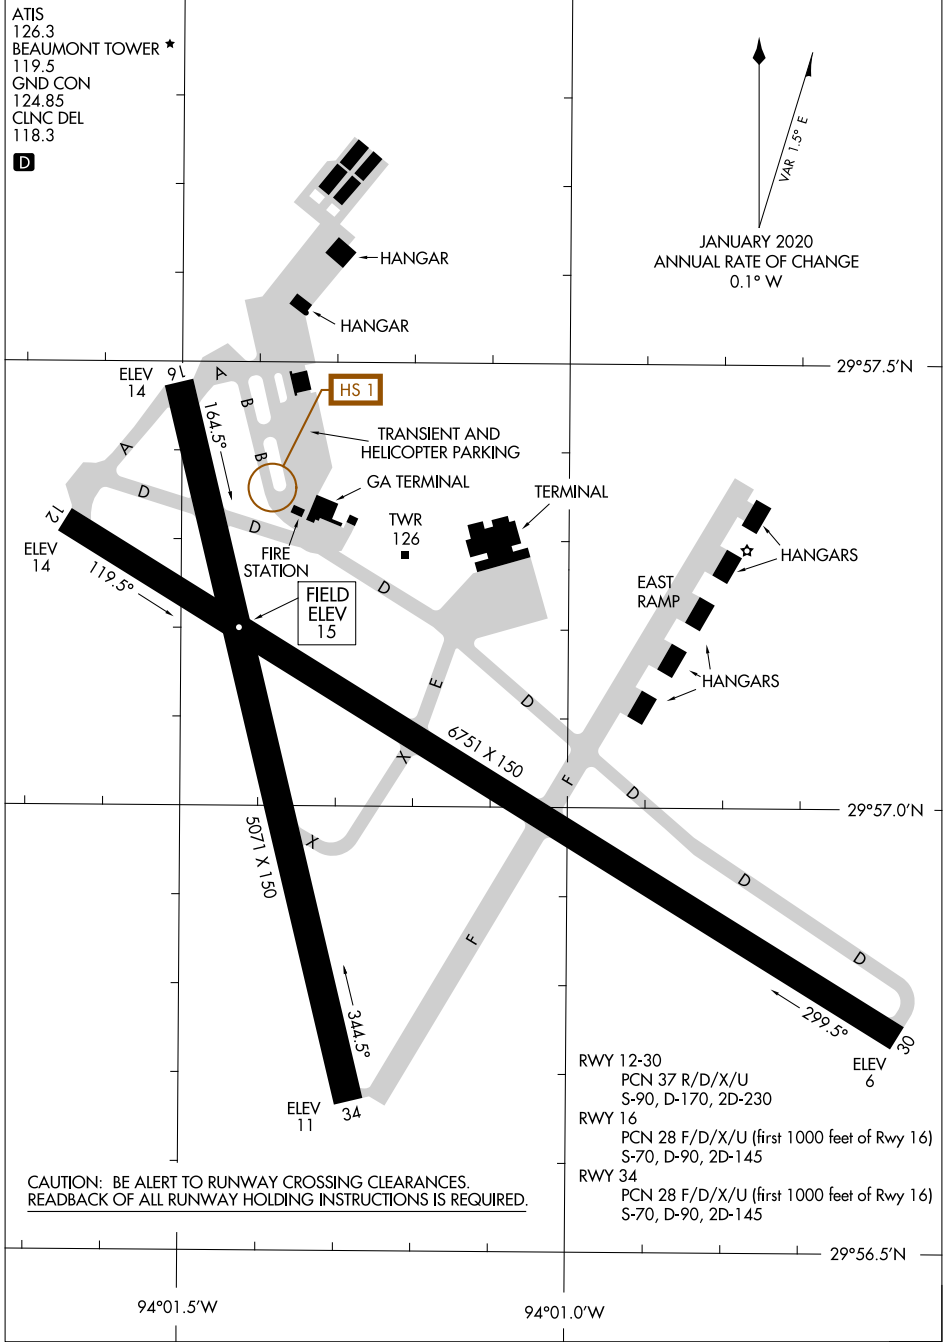 ATIS
126.3
BEAUMONT TOWER ★
119.5
GND CON
124.85
CLNC DEL
118.3
D
VAR 1.5° E
JANUARY 2020
ANNUAL RATE OF CHANGE
0.1° W
HANGAR
HANGAR
29°57.5'N
ELEV
14
16
A
HS 1
B
164.5°
A
TRANSIENT AND
HELICOPTER PARKING
B
GA TERMINAL
D
TERMINAL
12
D
TWR
126
ELEV
14
FIRE
STATION
HANGARS
119.5°
D
EAST
RAMP
FIELD
ELEV
15
E
HANGARS
D
X
6751 X 150
F
D
29°57.0'N
5071 X 150
X
D
F
D
344.5°
299.5°
30
ELEV
6
ELEV
11
34
RWY 12-30
PCN 37 R/D/X/U
S-90, D-170, 2D-230
RWY 16
PCN 28 F/D/X/U (first 1000 feet of Rwy 16)
S-70, D-90, 2D-145
RWY 34
PCN 28 F/D/X/U (first 1000 feet of Rwy 16)
S-70, D-90, 2D-145
CAUTION: BE ALERT TO RUNWAY CROSSING CLEARANCES.
READBACK OF ALL RUNWAY HOLDING INSTRUCTIONS IS REQUIRED.
29°56.5'N
94°01.5'W
94°01.0'W